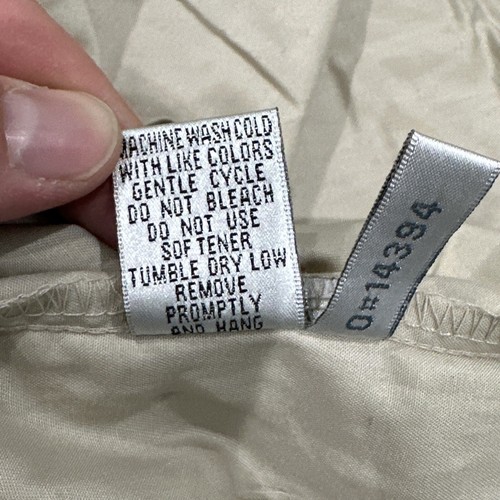 MACHINE WASH COLD
WITH LIKE COLORS
GENTLE CYCLE
DO NOT BLEACH
DO NOT USE
SOFTENER
TUMBLE DRY LOW
REMOVE
PROMPTLY
AND HANG
O#14394